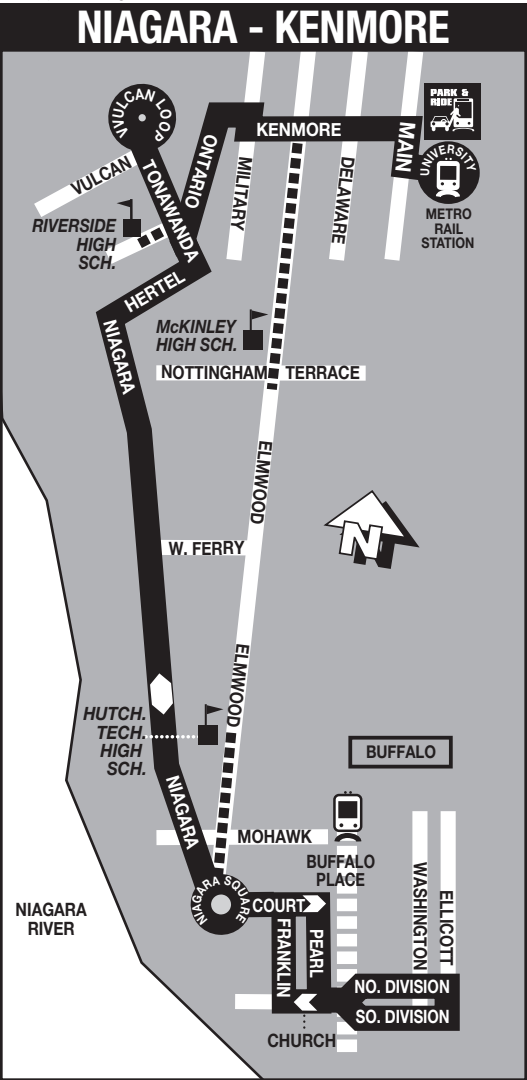 NIAGARA - KENMORE
VVULCAN LOOP
PARK &
RIDE
KENMORE
MAIN
UNIVERSITY
METRO
RAIL
STATION
ONTARIO
MILITARY
DELAWARE
VULCAN
TONAWANDA
RIVERSIDE
HIGH
SCH.
HERTEL
NIAGARA
McKINLEY
HIGH SCH.
NOTTINGHAM TERRACE
ELMWOOD
N
W. FERRY
ELMWOOD
HUTCH.
TECH.
HIGH
SCH.
BUFFALO
NIAGARA
MOHAWK
BUFFALO
PLACE
NIAGARA SQUARE
COURT
FRANKLIN
PEARL
WASHINGTON
ELLICOTT
NIAGARA
RIVER
NO. DIVISION
SO. DIVISION
CHURCH